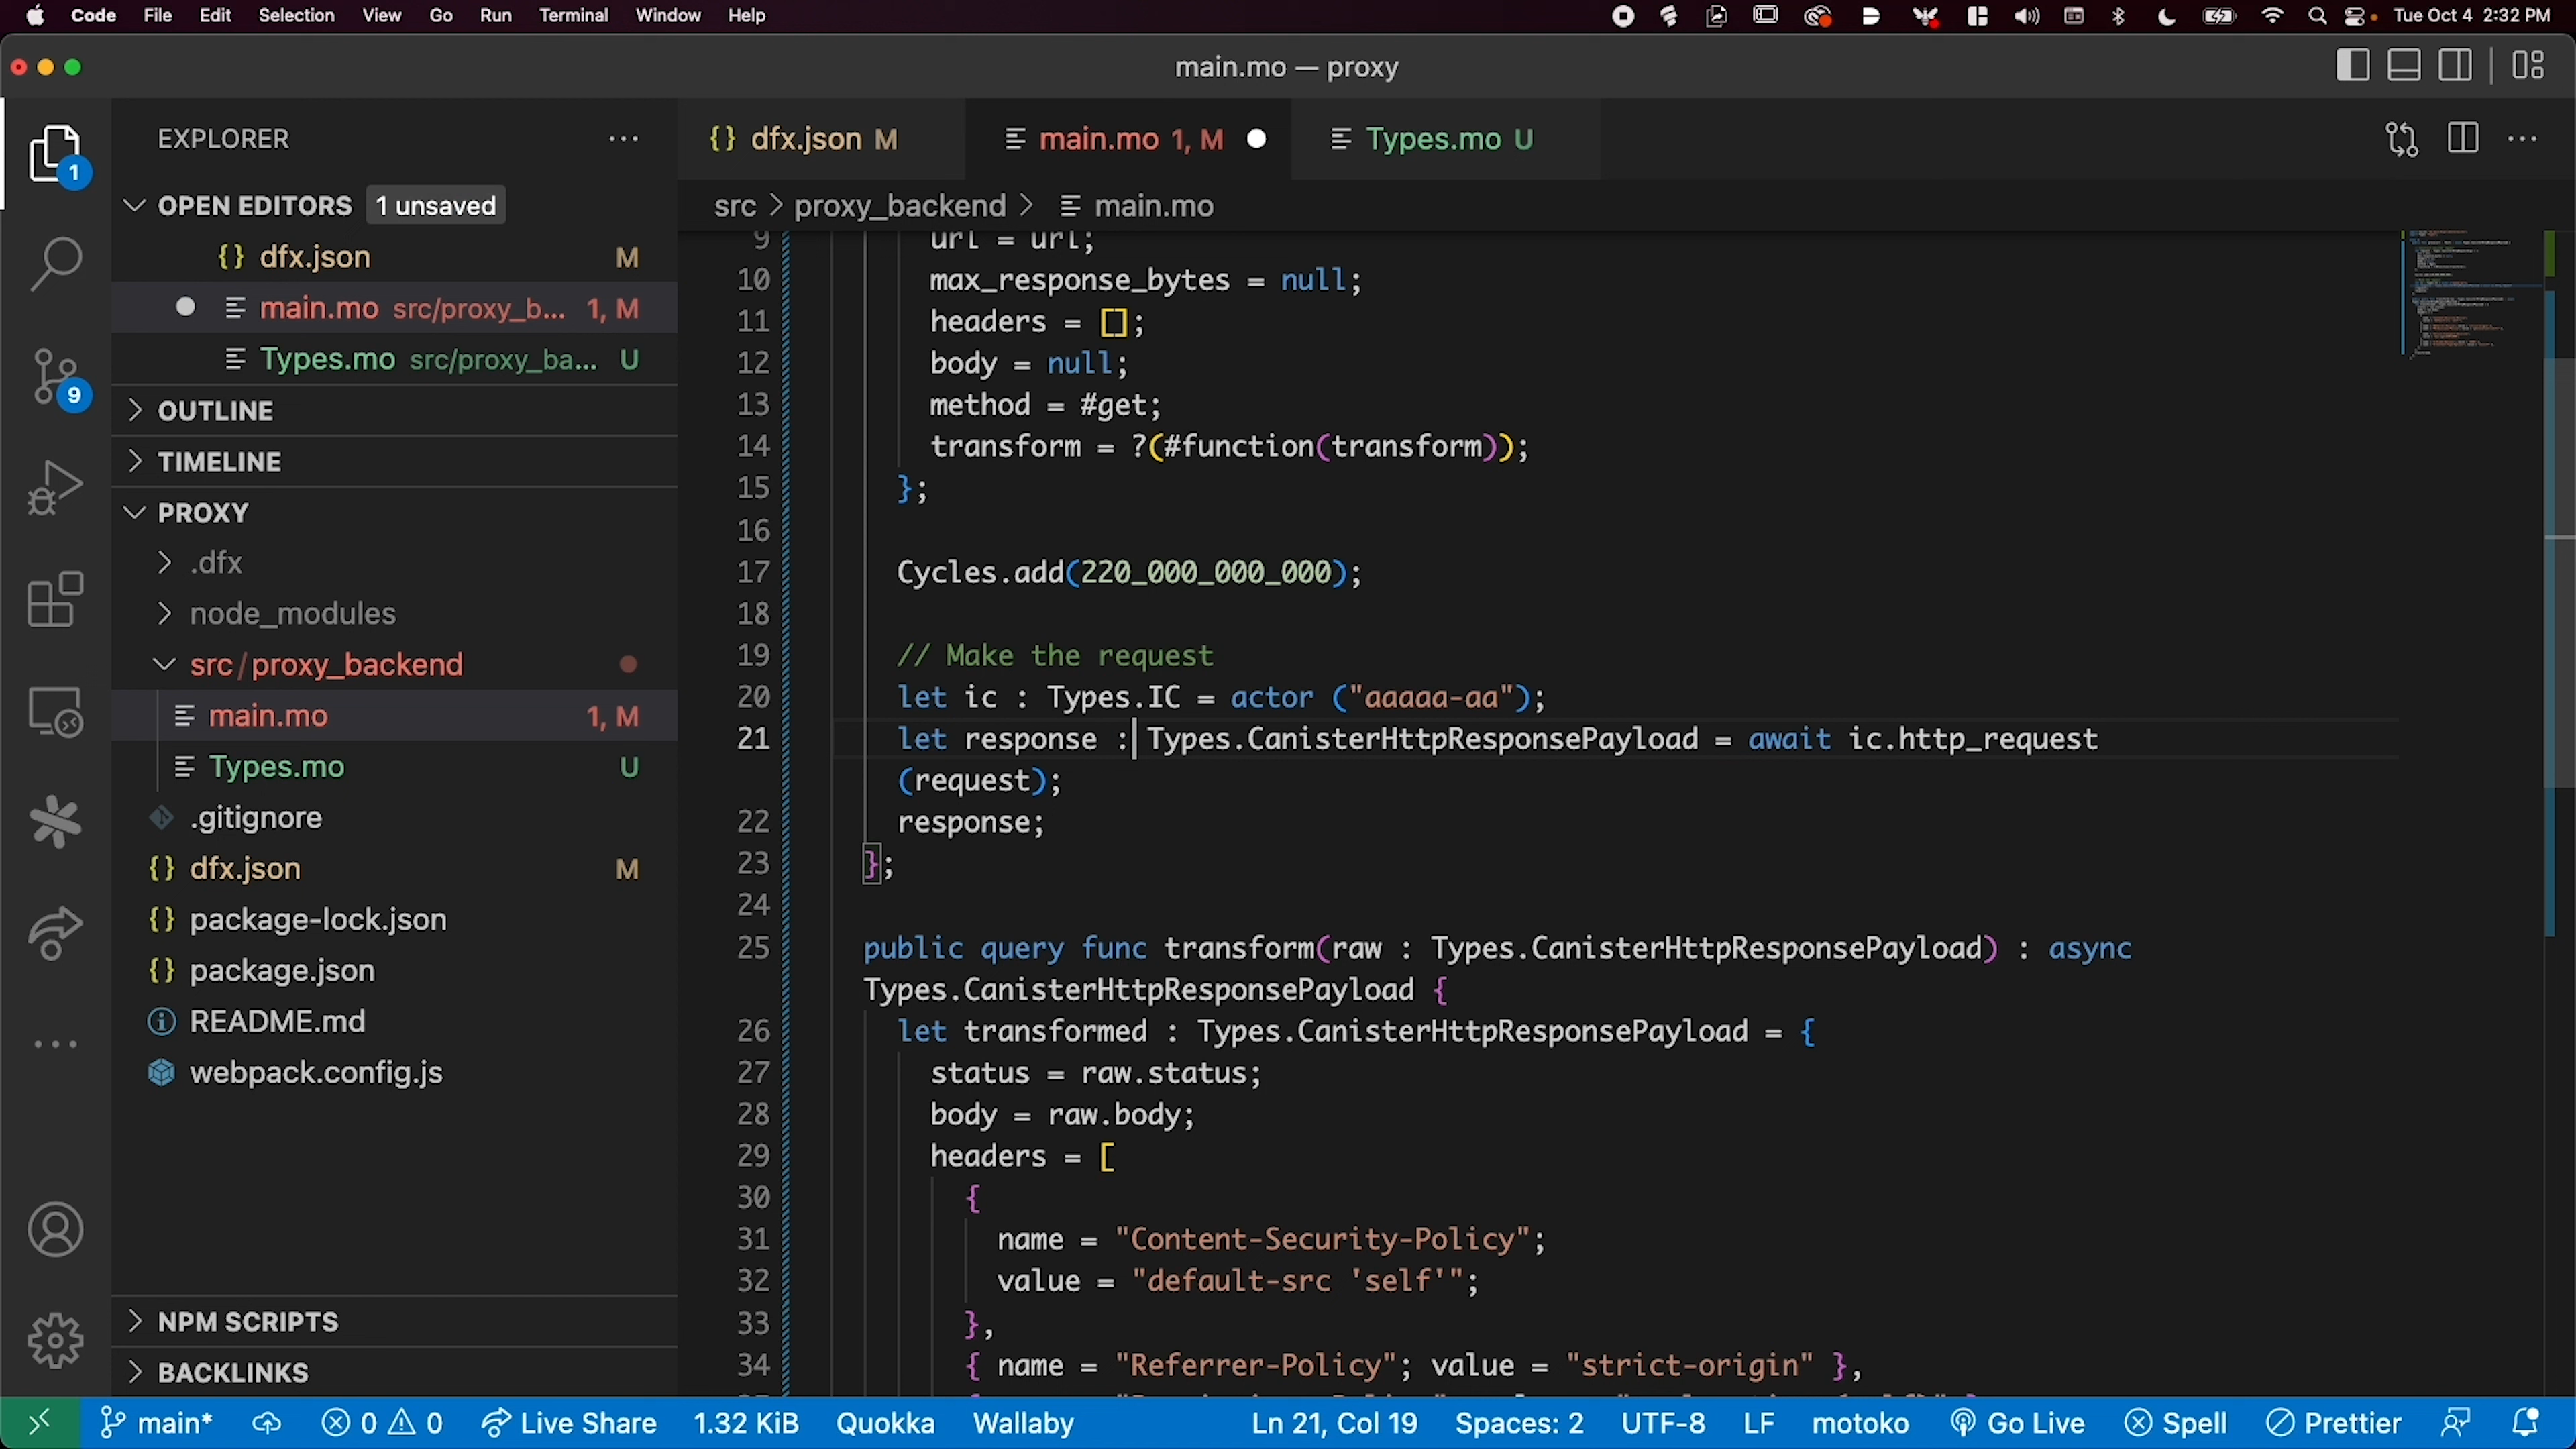 Code File Edit Selection View Go Run Terminal Window Help Tue Oct 4 2:32 PM
main.mo — proxy
EXPLORER
OPEN EDITORS 1 unsaved
dfx.json M
main.mo src/proxy_b... 1, M
Types.mo src/proxy_ba... U
OUTLINE
TIMELINE
PROXY
.dfx
node_modules
src/proxy_backend
main.mo 1, M
Types.mo U
.gitignore
dfx.json M
package-lock.json
package.json
README.md
webpack.config.js
NPM SCRIPTS
BACKLINKS
1
9
dfx.json M main.mo 1, M Types.mo U
src > proxy_backend > main.mo
9 url = url;
10 max_response_bytes = null;
11 headers = [];
12 body = null;
13 method = #get;
14 transform = ?(#function(transform));
15 };
16
17 Cycles.add(220_000_000_000);
18
19 // Make the request
20 let ic : Types.IC = actor ("aaaaa-aa");
21 let response : Types.CanisterHttpResponsePayload = await ic.http_request
(request);
22 response;
23 };
24
25 public query func transform(raw : Types.CanisterHttpResponsePayload) : async
Types.CanisterHttpResponsePayload {
26 let transformed : Types.CanisterHttpResponsePayload = {
27 status = raw.status;
28 body = raw.body;
29 headers = [
30 {
31 name = "Content-Security-Policy";
32 value = "default-src 'self'";
33 },
34 { name = "Referrer-Policy"; value = "strict-origin" },
main* 0 0 Live Share 1.32 KiB Quokka Wallaby Ln 21, Col 19 Spaces: 2 UTF-8 LF motoko Go Live Spell Prettier